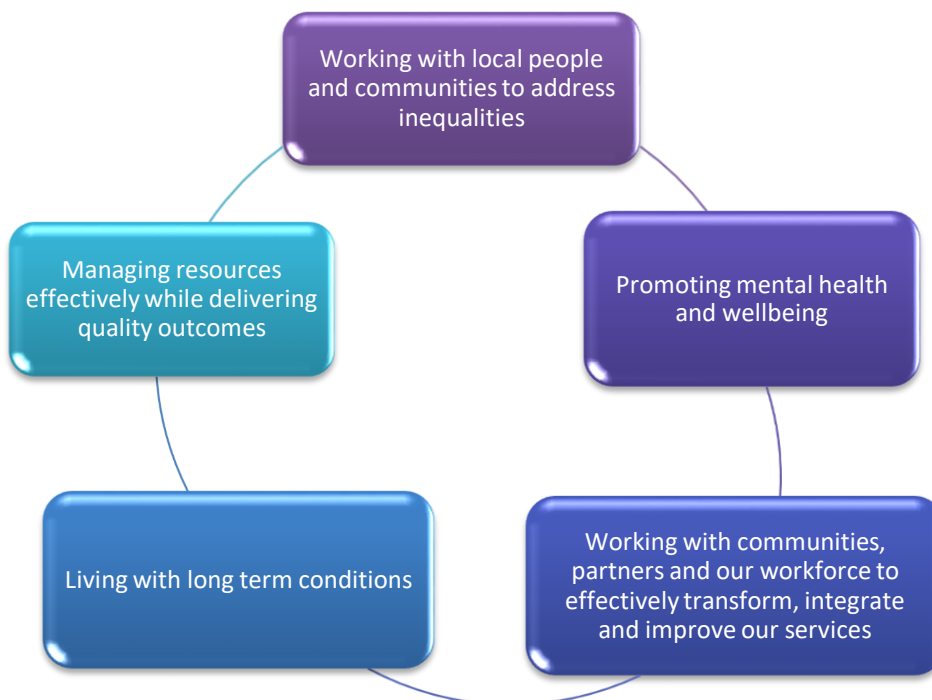 Working with local people
and communities to address
inequalities
Promoting mental health
and wellbeing
Working with communities,
partners and our workforce to
effectively transform, integrate
and improve our services
Living with long term conditions
Managing resources
effectively while delivering
quality outcomes